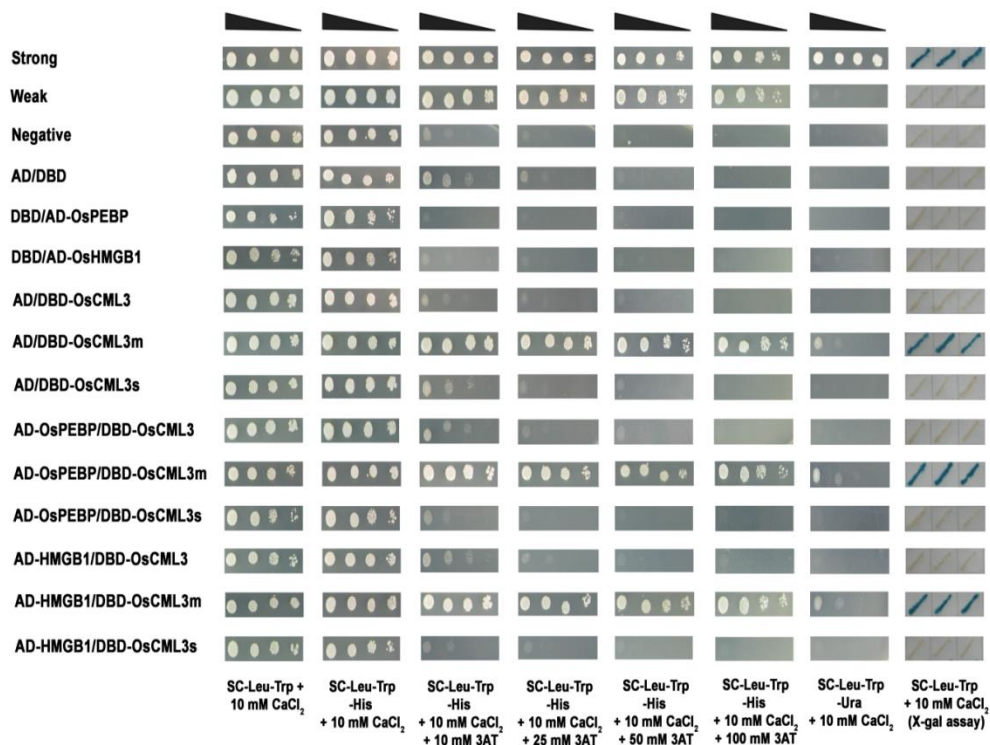 Strong
Weak
Negative
AD/DBD
DBD/AD-OsPEBP
DBD/AD-OsHMGB1
AD/DBD-OsCML3
AD/DBD-OsCML3m
AD/DBD-OsCML3s
AD-OsPEBP/DBD-OsCML3
AD-OsPEBP/DBD-OsCML3m
AD-OsPEBP/DBD-OsCML3s
AD-HMGB1/DBD-OsCML3
AD-HMGB1/DBD-OsCML3m
AD-HMGB1/DBD-OsCML3s
SC-Leu-Trp +
10 mM CaCl₂
SC-Leu-Trp
-His
+ 10 mM CaCl₂
SC-Leu-Trp
-His
+ 10 mM CaCl₂
+ 10 mM 3AT
SC-Leu-Trp
-His
+ 10 mM CaCl₂
+ 25 mM 3AT
SC-Leu-Trp
-His
+ 10 mM CaCl₂
+ 50 mM 3AT
SC-Leu-Trp
-His
+ 10 mM CaCl₂
+ 100 mM 3AT
SC-Leu-Trp
-Ura
+ 10 mM CaCl₂
SC-Leu-Trp
+ 10 mM CaCl₂
(X-gal assay)